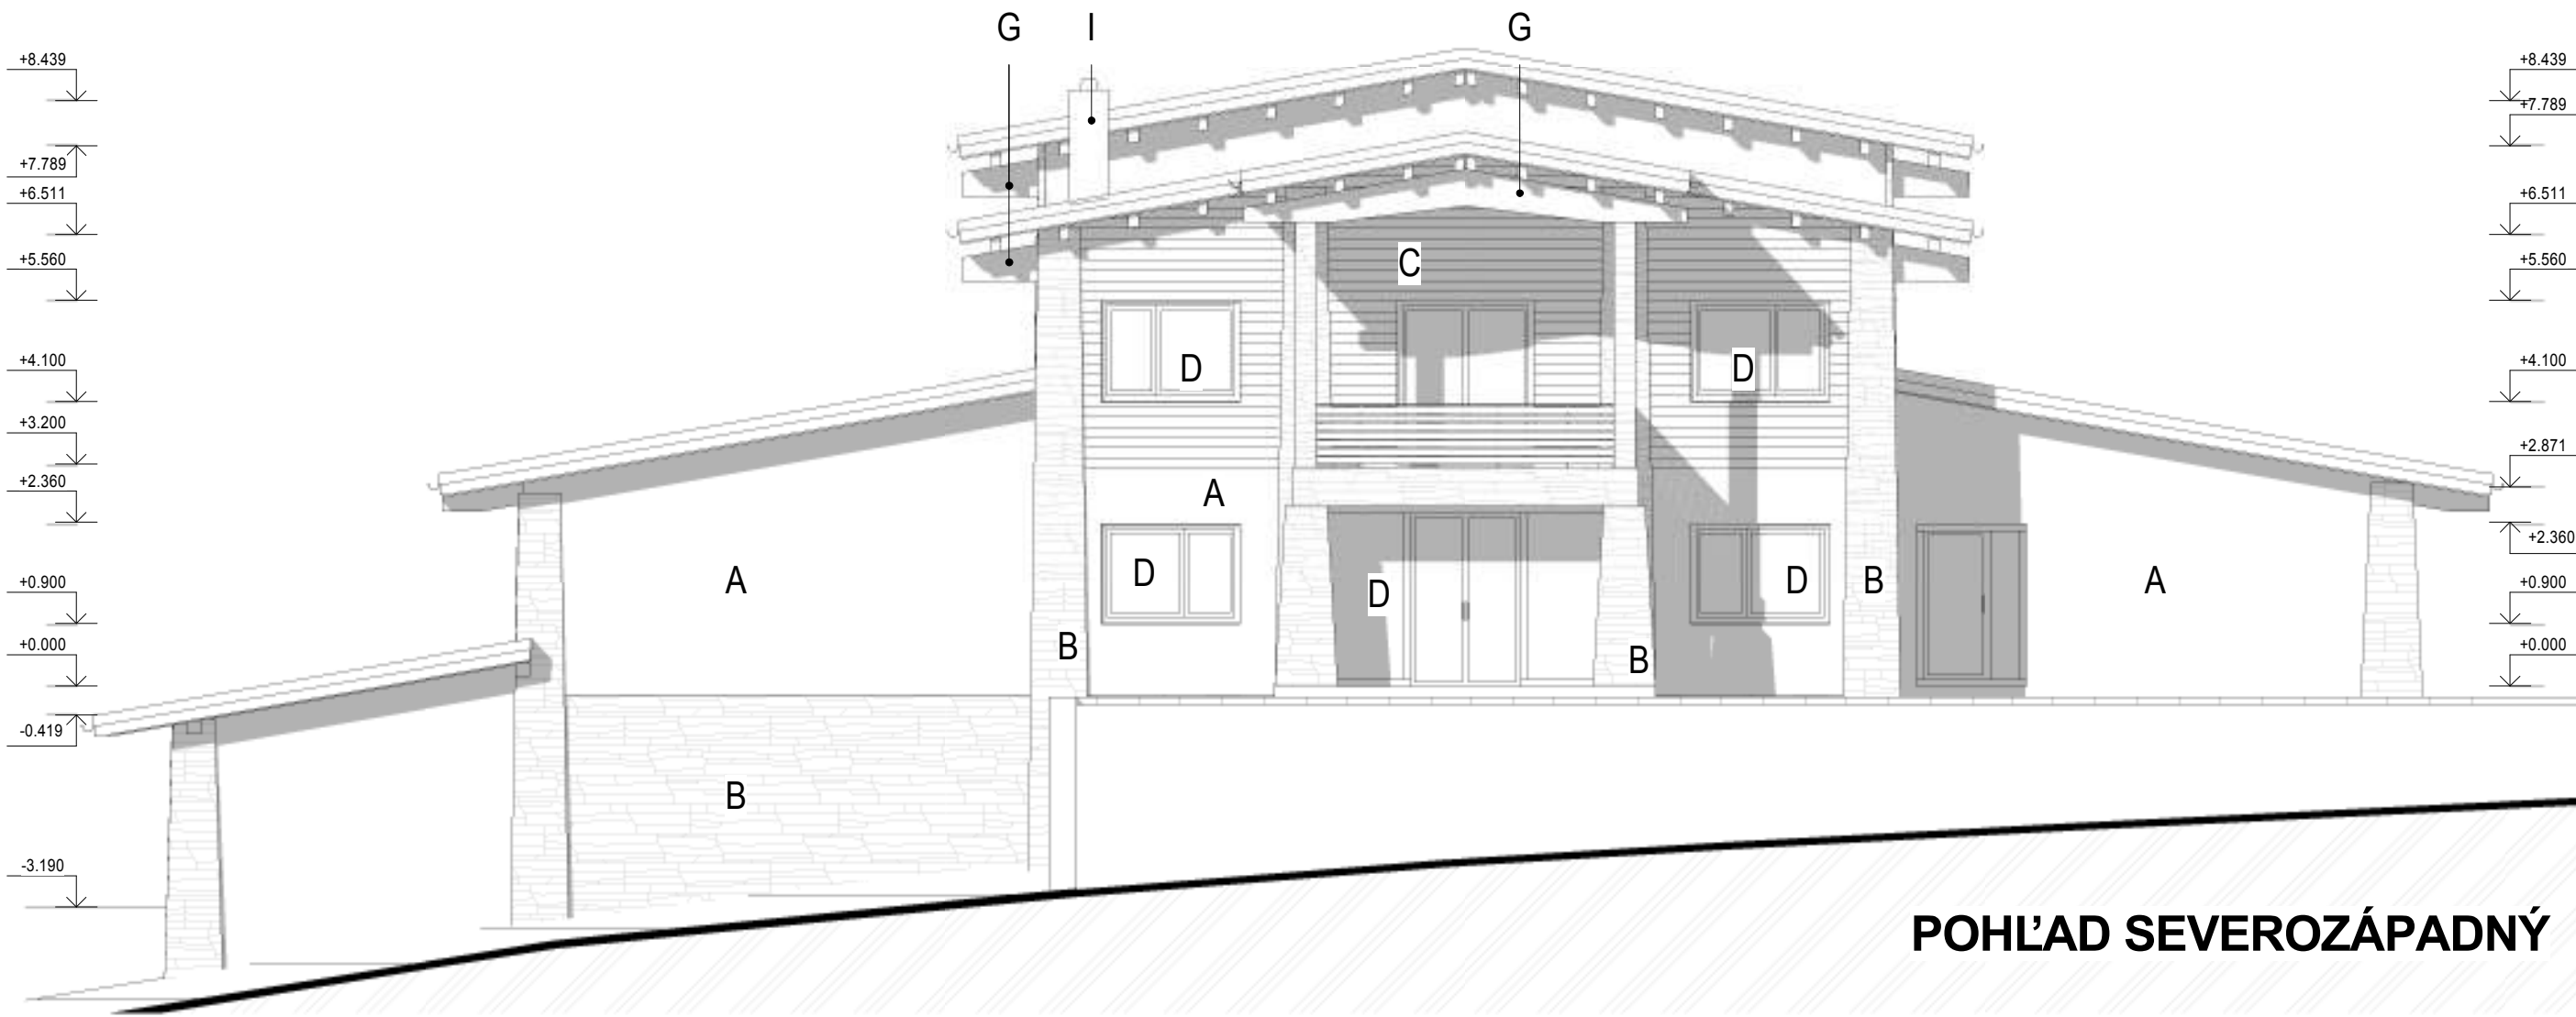 G I G
+8.439 +8.439
+7.789
+7.789
+6.511 +6.511
C
+5.560 +5.560
+4.100 D D +4.100
+3.200
+2.871
+2.360 A
+2.360
D
+0.900 A D D B A +0.900
B B
+0.000 +0.000
-0.419
B
-3.190
POHĽAD SEVEROZÁPADNÝ